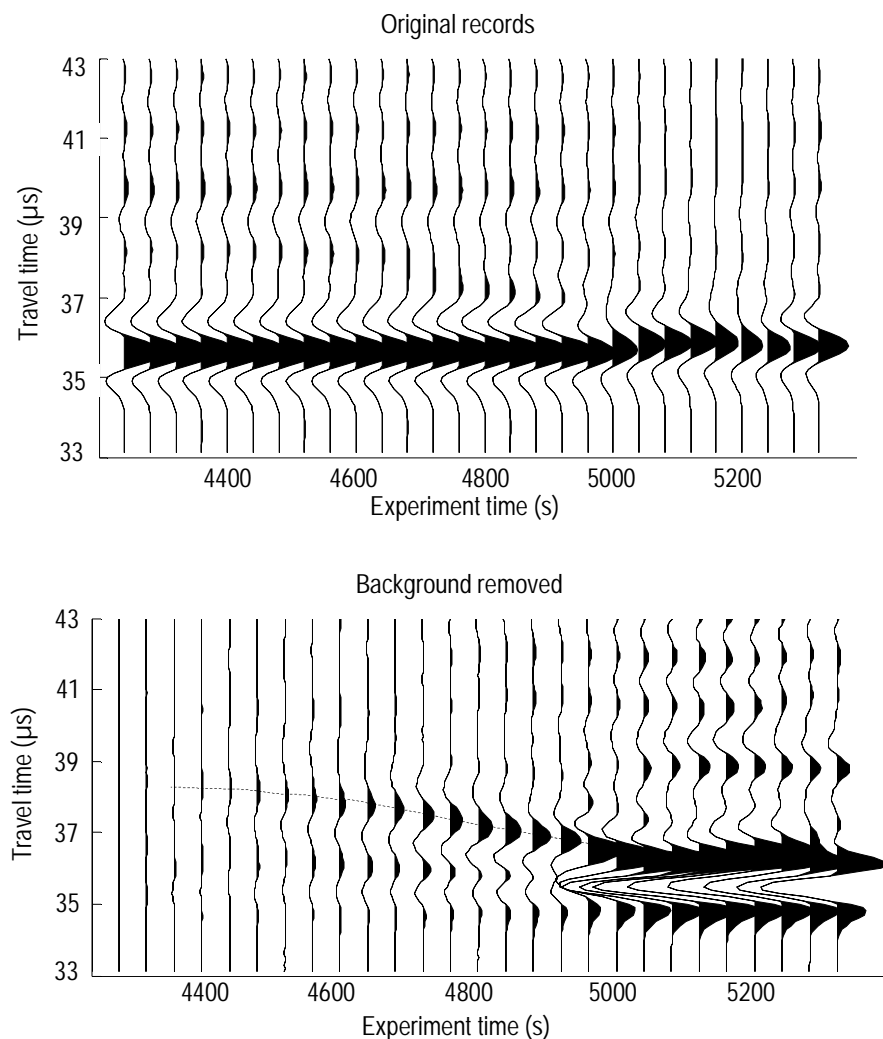 Original records
43
41
39
37
35
33
Travel time (µs)
4400 4600 4800 5000 5200
Experiment time (s)
Background removed
43
41
39
37
35
33
Travel time (µs)
4400 4600 4800 5000 5200
Experiment time (s)